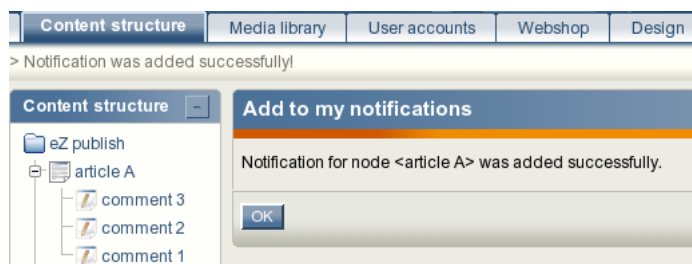 Content structure Media library User accounts Webshop Design
> Notification was added successfully!
Content structure -
Add to my notifications
eZ publish
article A
comment 3
comment 2
comment 1
Notification for node <article A> was added successfully.
OK